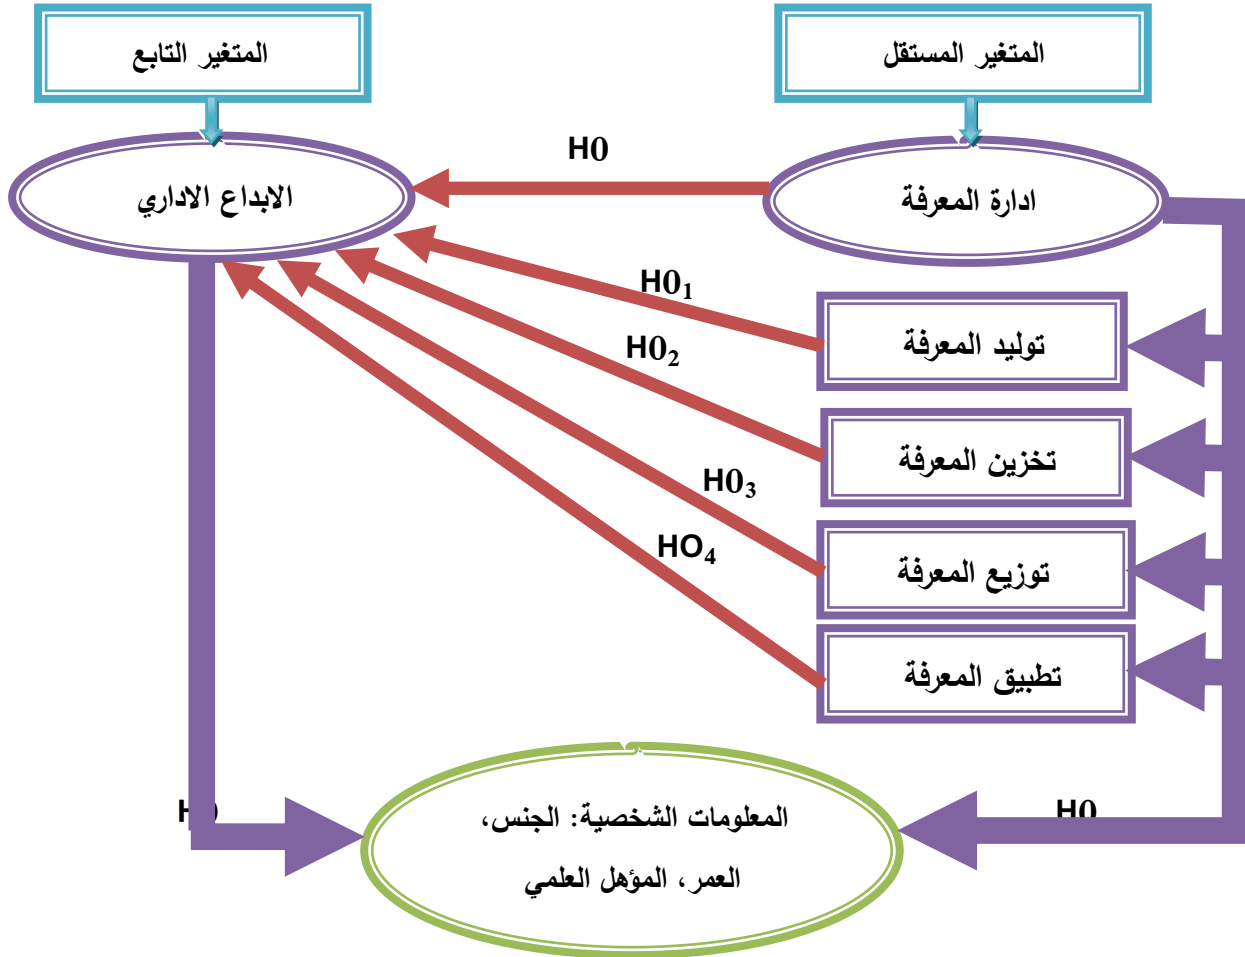 المتغير المستقل
المتغير التابع
ادارة المعرفة
H0
الابداع الاداري
H0₁
توليد المعرفة
H0₂
تخزين المعرفة
H0₃
توزيع المعرفة
HO₄
تطبيق المعرفة
H0
H0
المعلومات الشخصية: الجنس،
العمر، المؤهل العلمي